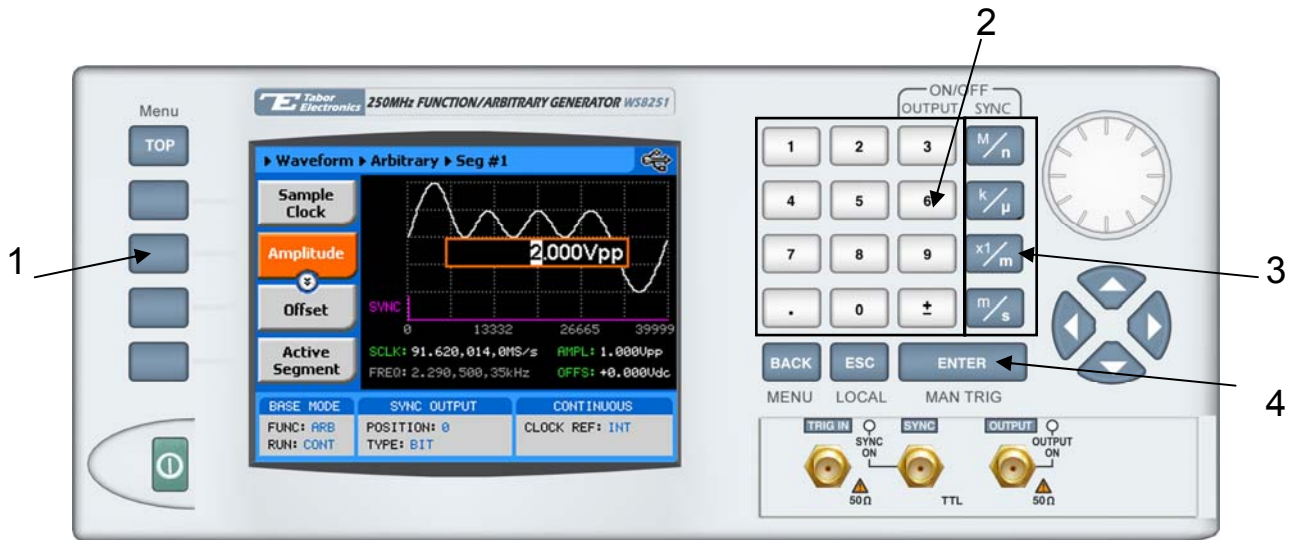 2
ON/OFF
OUTPUT SYNC
Menu
Tabor Electronics 250MHz FUNCTION/ARBITRARY GENERATOR WS8251
TOP
1 2 3 M/n
Waveform Arbitrary Seg #1
Sample Clock
4 5 6 k/µ
Amplitude
2.000Vpp
7 8 9 x1/m
1
3
Offset
SYNC
. 0 ± m/s
0 13332 26665 39999
Active Segment
SCLK: 91.620,014,0MS/s AMPL: 1.000Vpp
FREQ: 2.290,500,35kHz OFFS: +0.000Vdc
BACK ESC ENTER
4
MENU LOCAL MAN TRIG
BASE MODE SYNC OUTPUT CONTINUOUS
FUNC: ARB POSITION: 0 CLOCK REF: INT
RUN: CONT TYPE: BIT
TRIG IN SYNC OUTPUT
SYNC ON
OUTPUT ON
50Ω TTL 50Ω